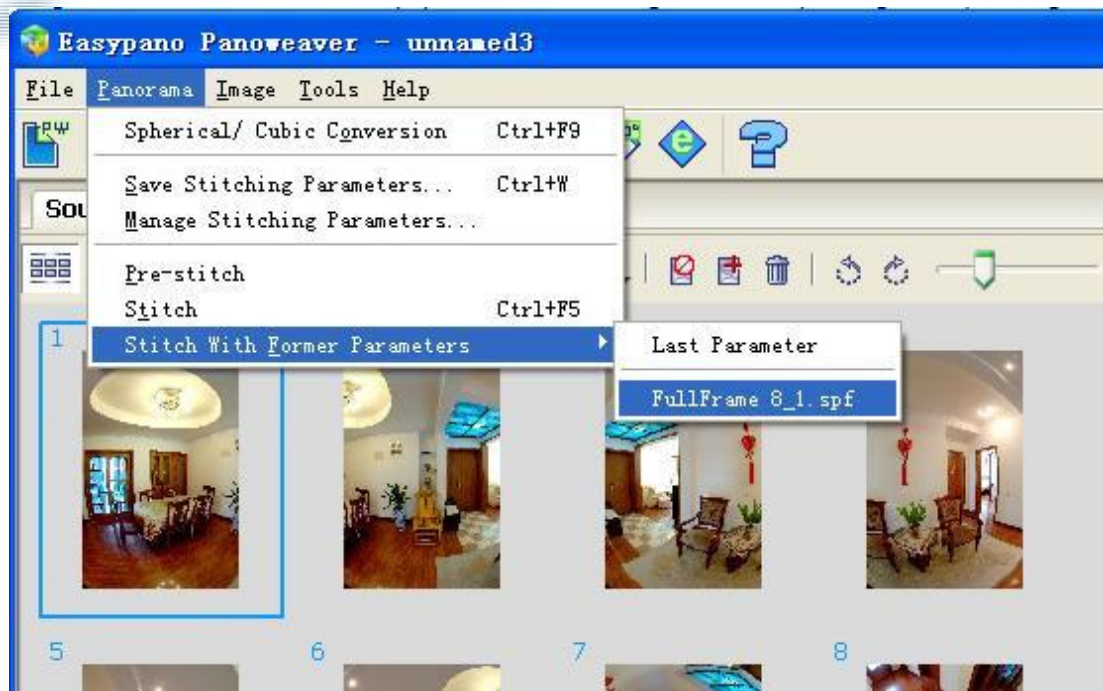 Easypano Panoweaver - unnamed3
File Panorama Image Tools Help
PW
Spherical/ Cubic Conversion Ctrl+F9
Save Stitching Parameters... Ctrl+W
Manage Stitching Parameters...
Sou
Pre-stitch
Stitch Ctrl+F5
Stitch With Former Parameters
Last Parameter
FullFrame 8_1.spf
1
5 6 7 8